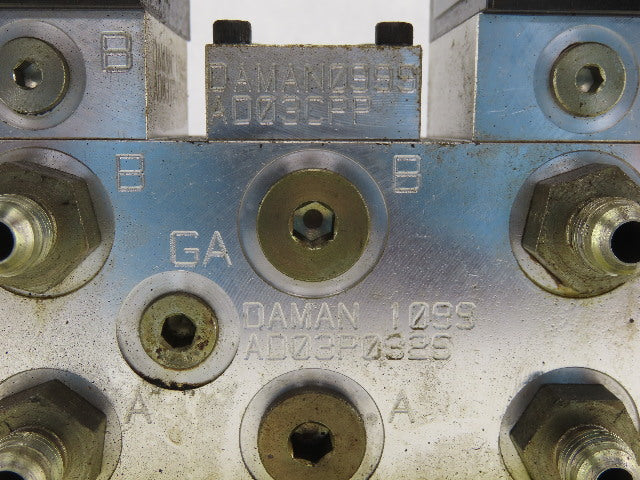 B
DAMAN0999
AD03CPP
B B
GA
DAMAN 1099
AD03P032S
A A